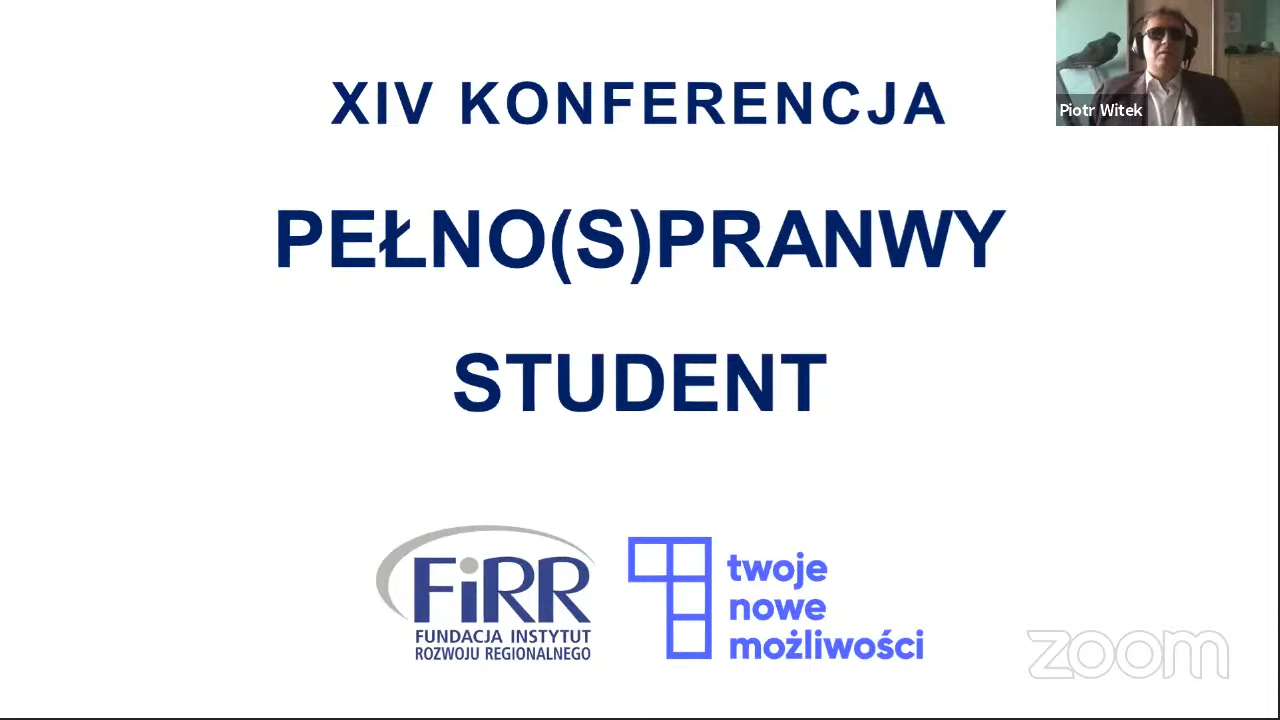 XIV KONFERENCJA
Piotr Witek
PEŁNO(S)PRANWY
STUDENT
FiRR
FUNDACJA INSTYTUT
ROZWOJU REGIONALNEGO
twoje
nowe
możliwości
zoom